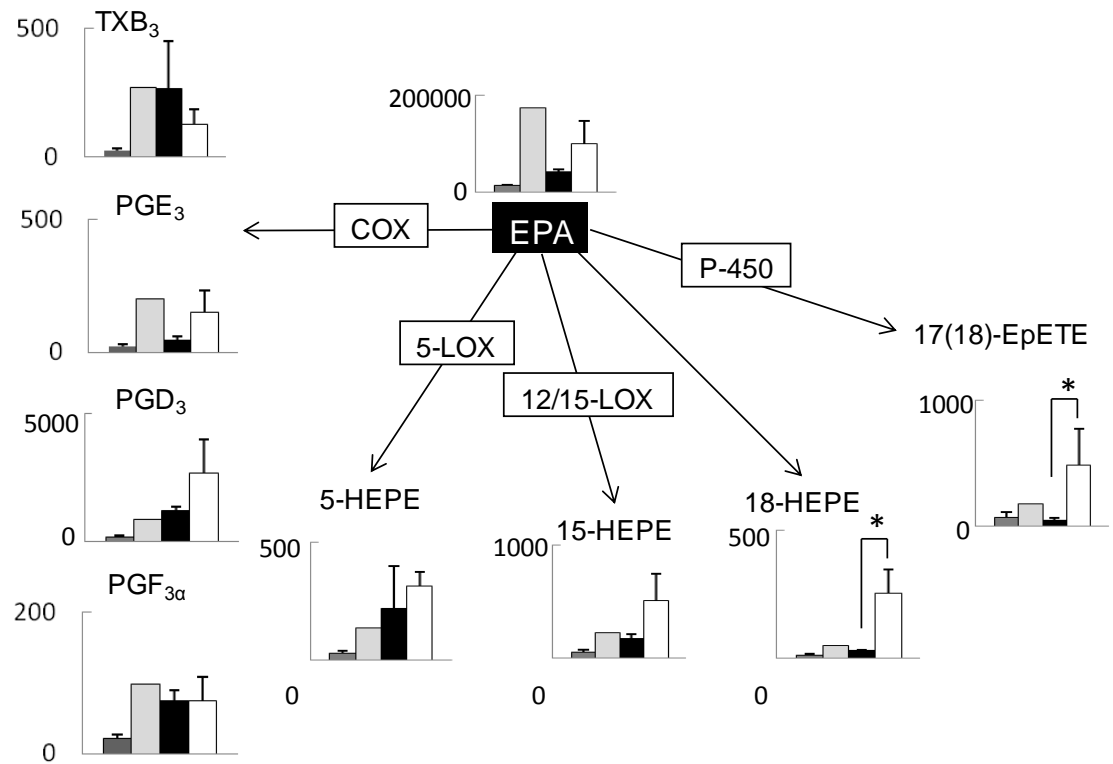 TXB3
500
0
200000
0
PGE3
500
0
COX
EPA
P-450
17(18)-EpETE
5-LOX
12/15-LOX
PGD3
5000
0
1000
*
0
5-HEPE
500
0
15-HEPE
1000
0
18-HEPE
500
*
0
PGF3α
200
0